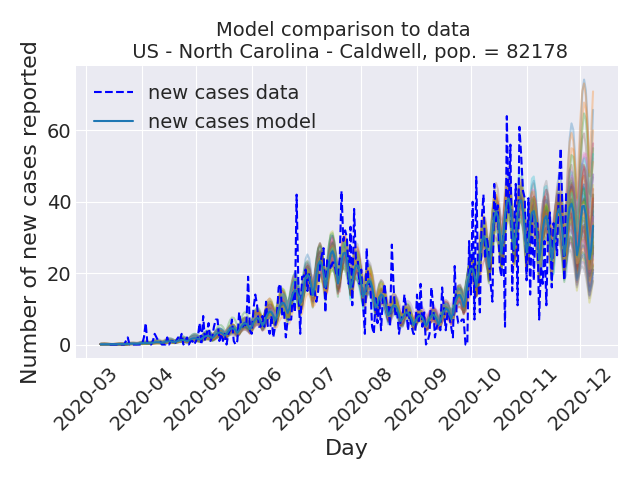 Model comparison to data
US - North Carolina - Caldwell, pop. = 82178
Number of new cases reported
60
40
20
0
new cases data
new cases model
2020-03
2020-04
2020-05
2020-06
2020-07
2020-08
2020-09
2020-10
2020-11
2020-12
Day